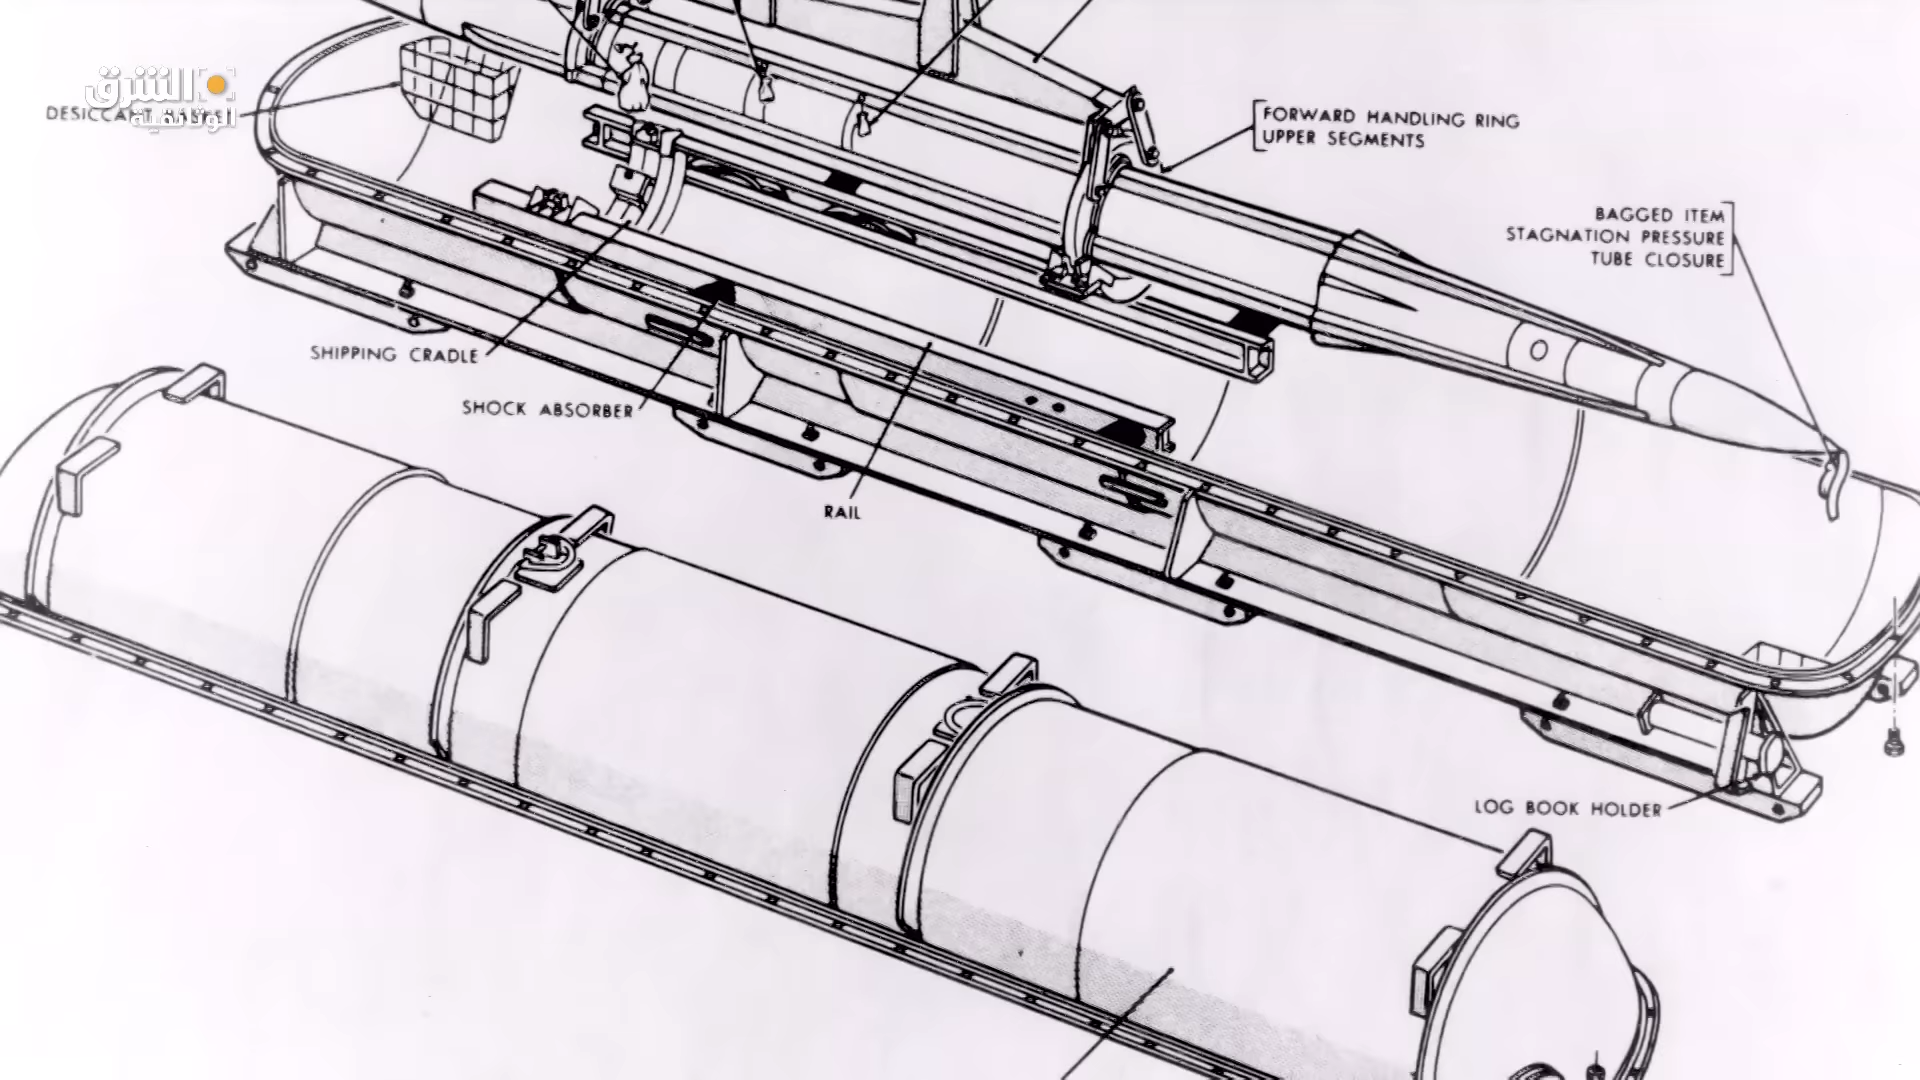 الشرق
الوثائقية
DESICCANT
FORWARD HANDLING RING
UPPER SEGMENTS
BAGGED ITEM
STAGNATION PRESSURE
TUBE CLOSURE
SHIPPING CRADLE
SHOCK ABSORBER
RAIL
LOG BOOK HOLDER